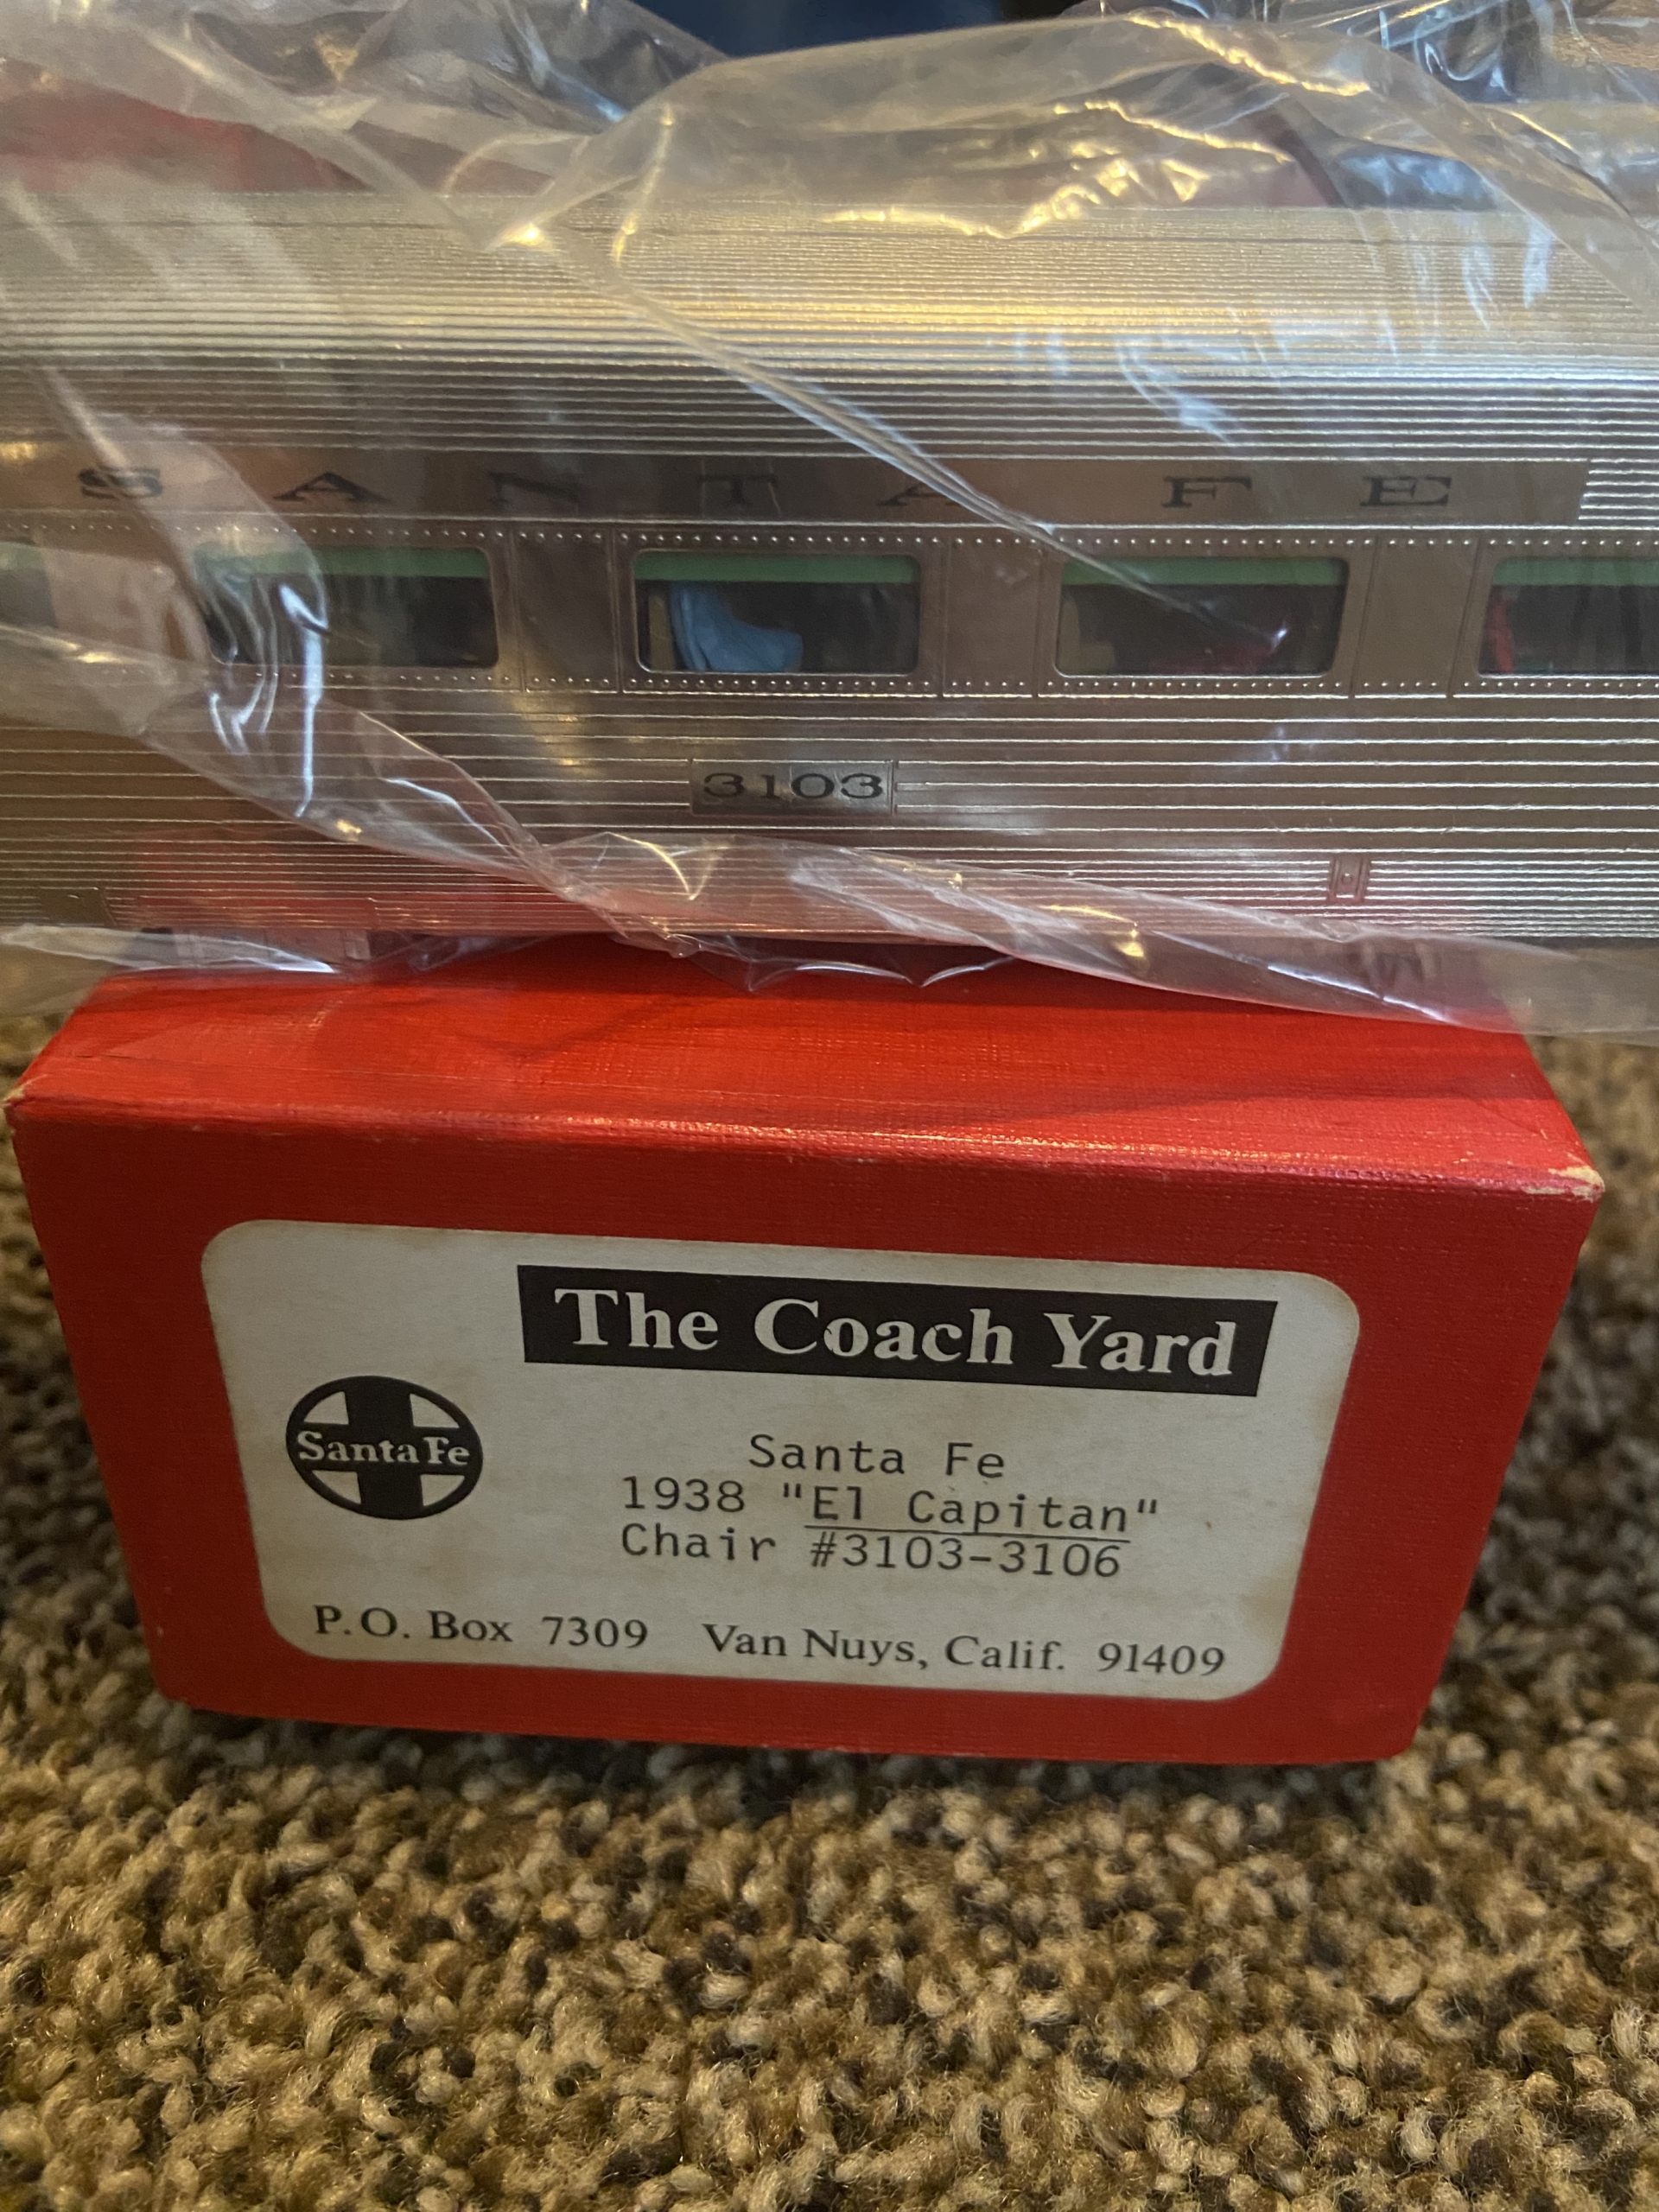 SANTA FE
3103
The Coach Yard
Santa Fe
Santa Fe
1938 "El Capitan"
Chair #3103-3106
P.O. Box 7309 Van Nuys, Calif. 91409